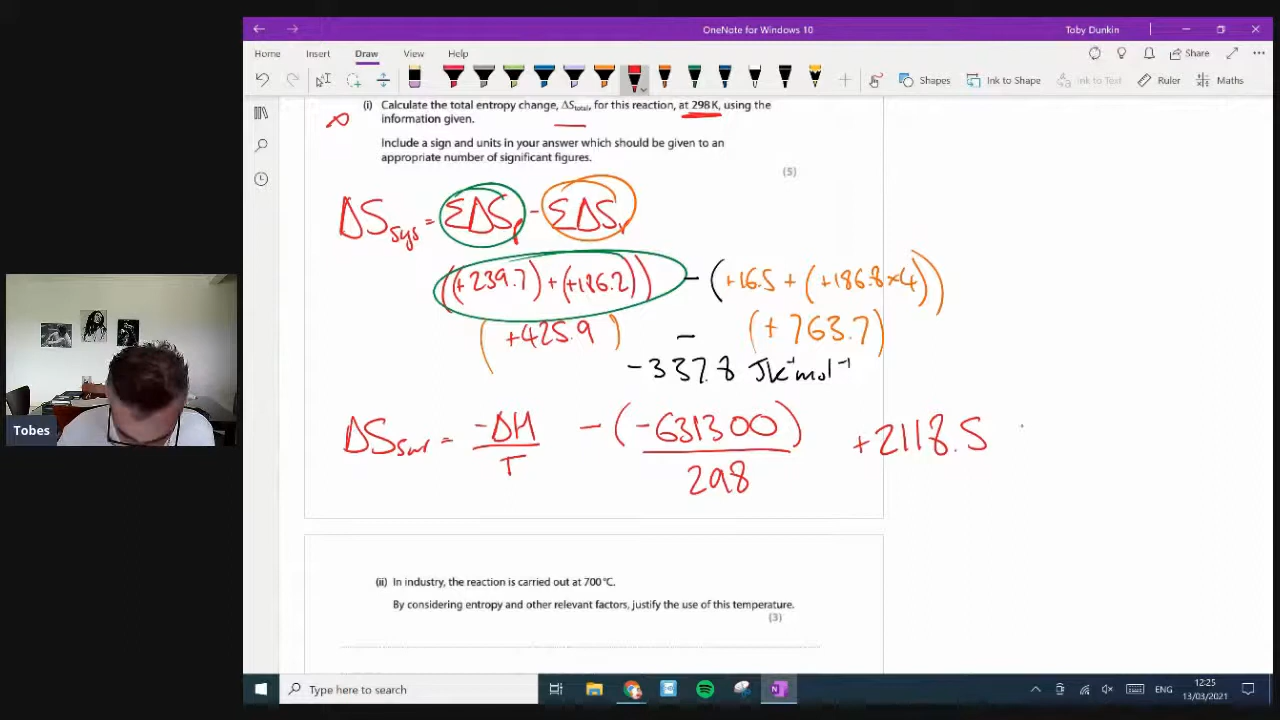 OneNote for Windows 10
Toby Dunkin
Home Insert Draw View Help
Share
Shapes Ink to Shape Ink to Text Ruler Maths
(i) Calculate the total entropy change, ΔStotal, for this reaction, at 298 K, using the
information given.
Include a sign and units in your answer which should be given to an
appropriate number of significant figures.
(5)
ΔSsys = ΣΔSp - ΣΔSr
((+239.7) + (+186.2)) - (+16.5 + (+186.8×4))
(+425.9) - (+763.7)
-337.8 JK⁻¹mol⁻¹
ΔSsur = -ΔH/T -(-631300)/298 +2118.5
(ii) In industry, the reaction is carried out at 700 °C.
By considering entropy and other relevant factors, justify the use of this temperature.
(3)
Tobes
Type here to search
ENG
12:25
13/03/2021